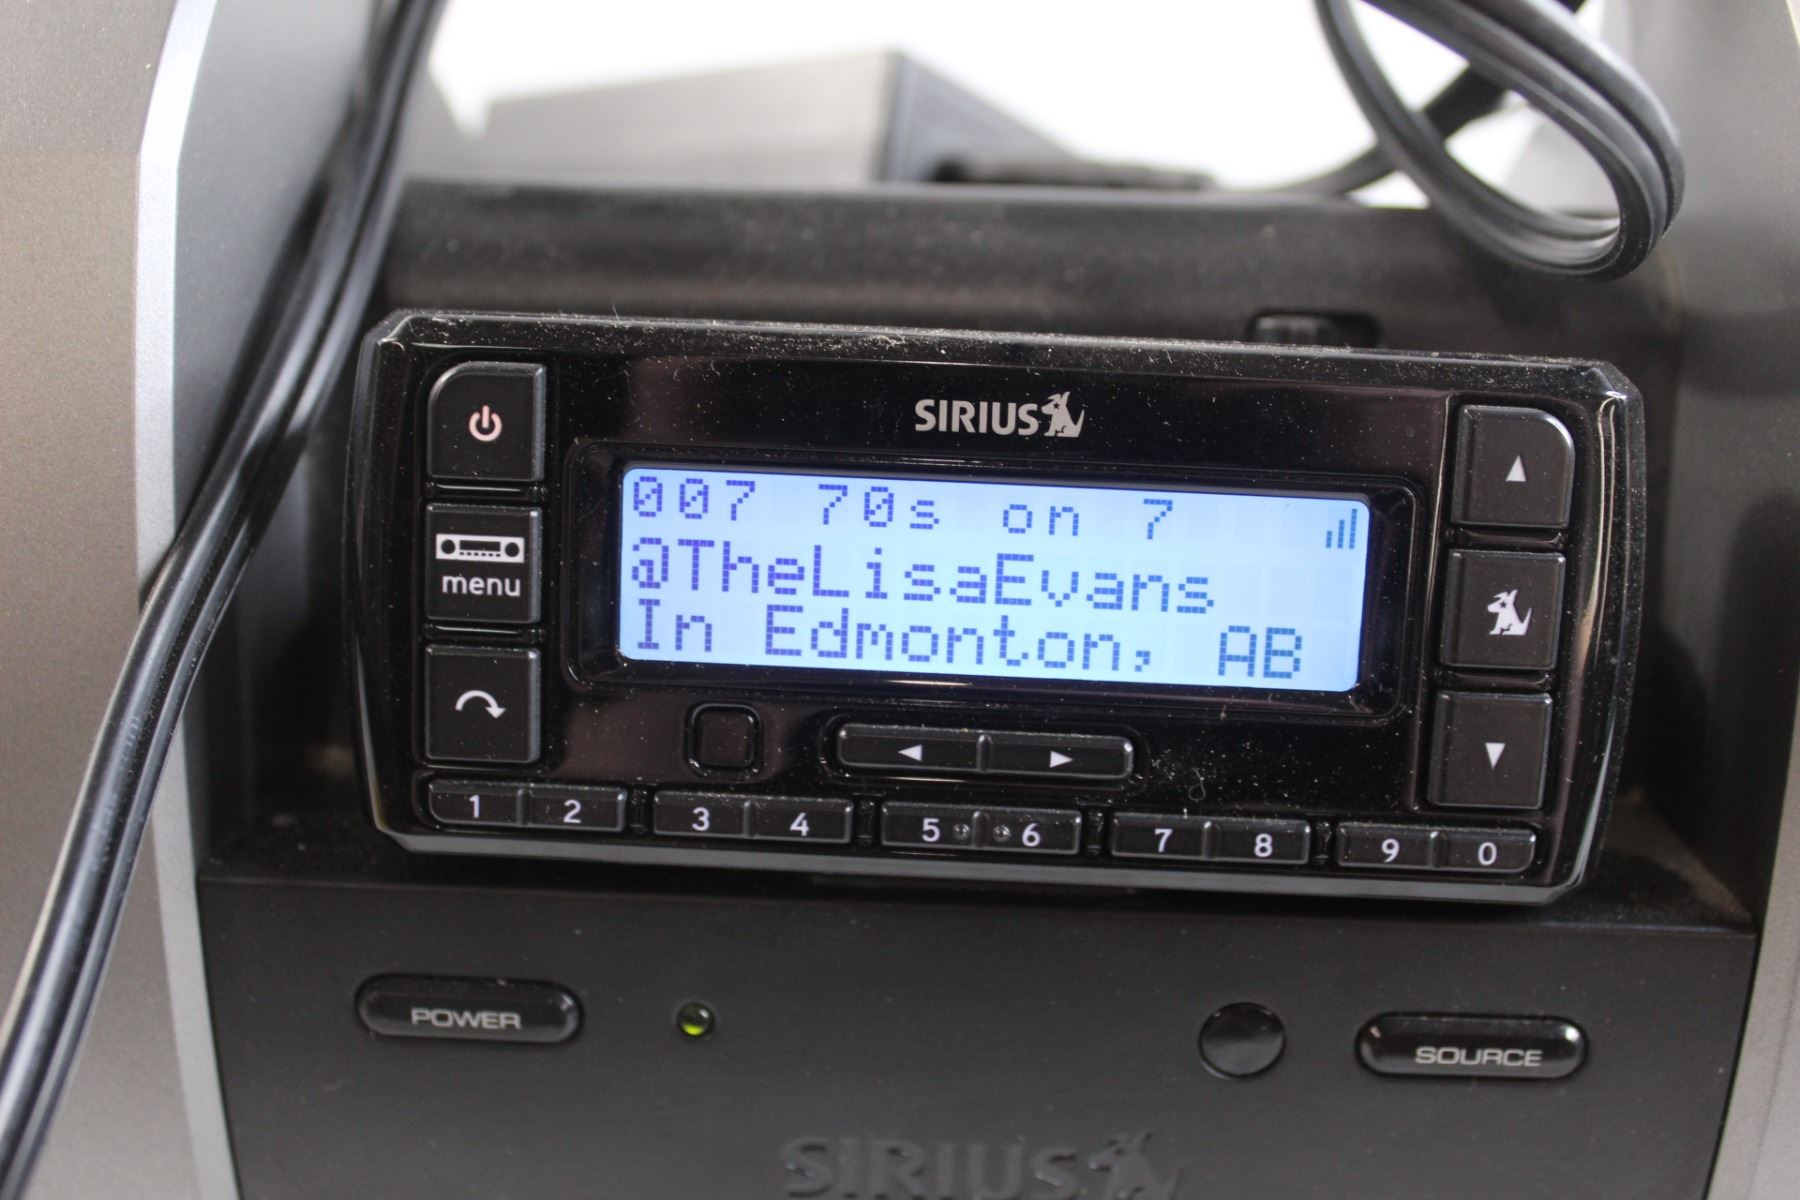 SIRIUS
007 70s on 7
@TheLisaEvans
In Edmonton, AB
menu
1 2 3 4 5 6 7 8 9 0
POWER
SOURCE
SIRIUS